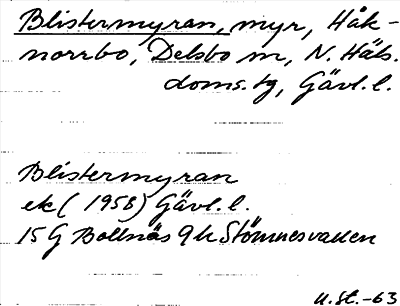 Blistermyran, myr, Håk-
norrbo, Delsbo sn, N. Häls.
doms. tg, Gävl. l.
Blistermyran
ek (1958) Gävl. l.
15 G Bollnäs 9 h Stömnesvallen
U. St. -63